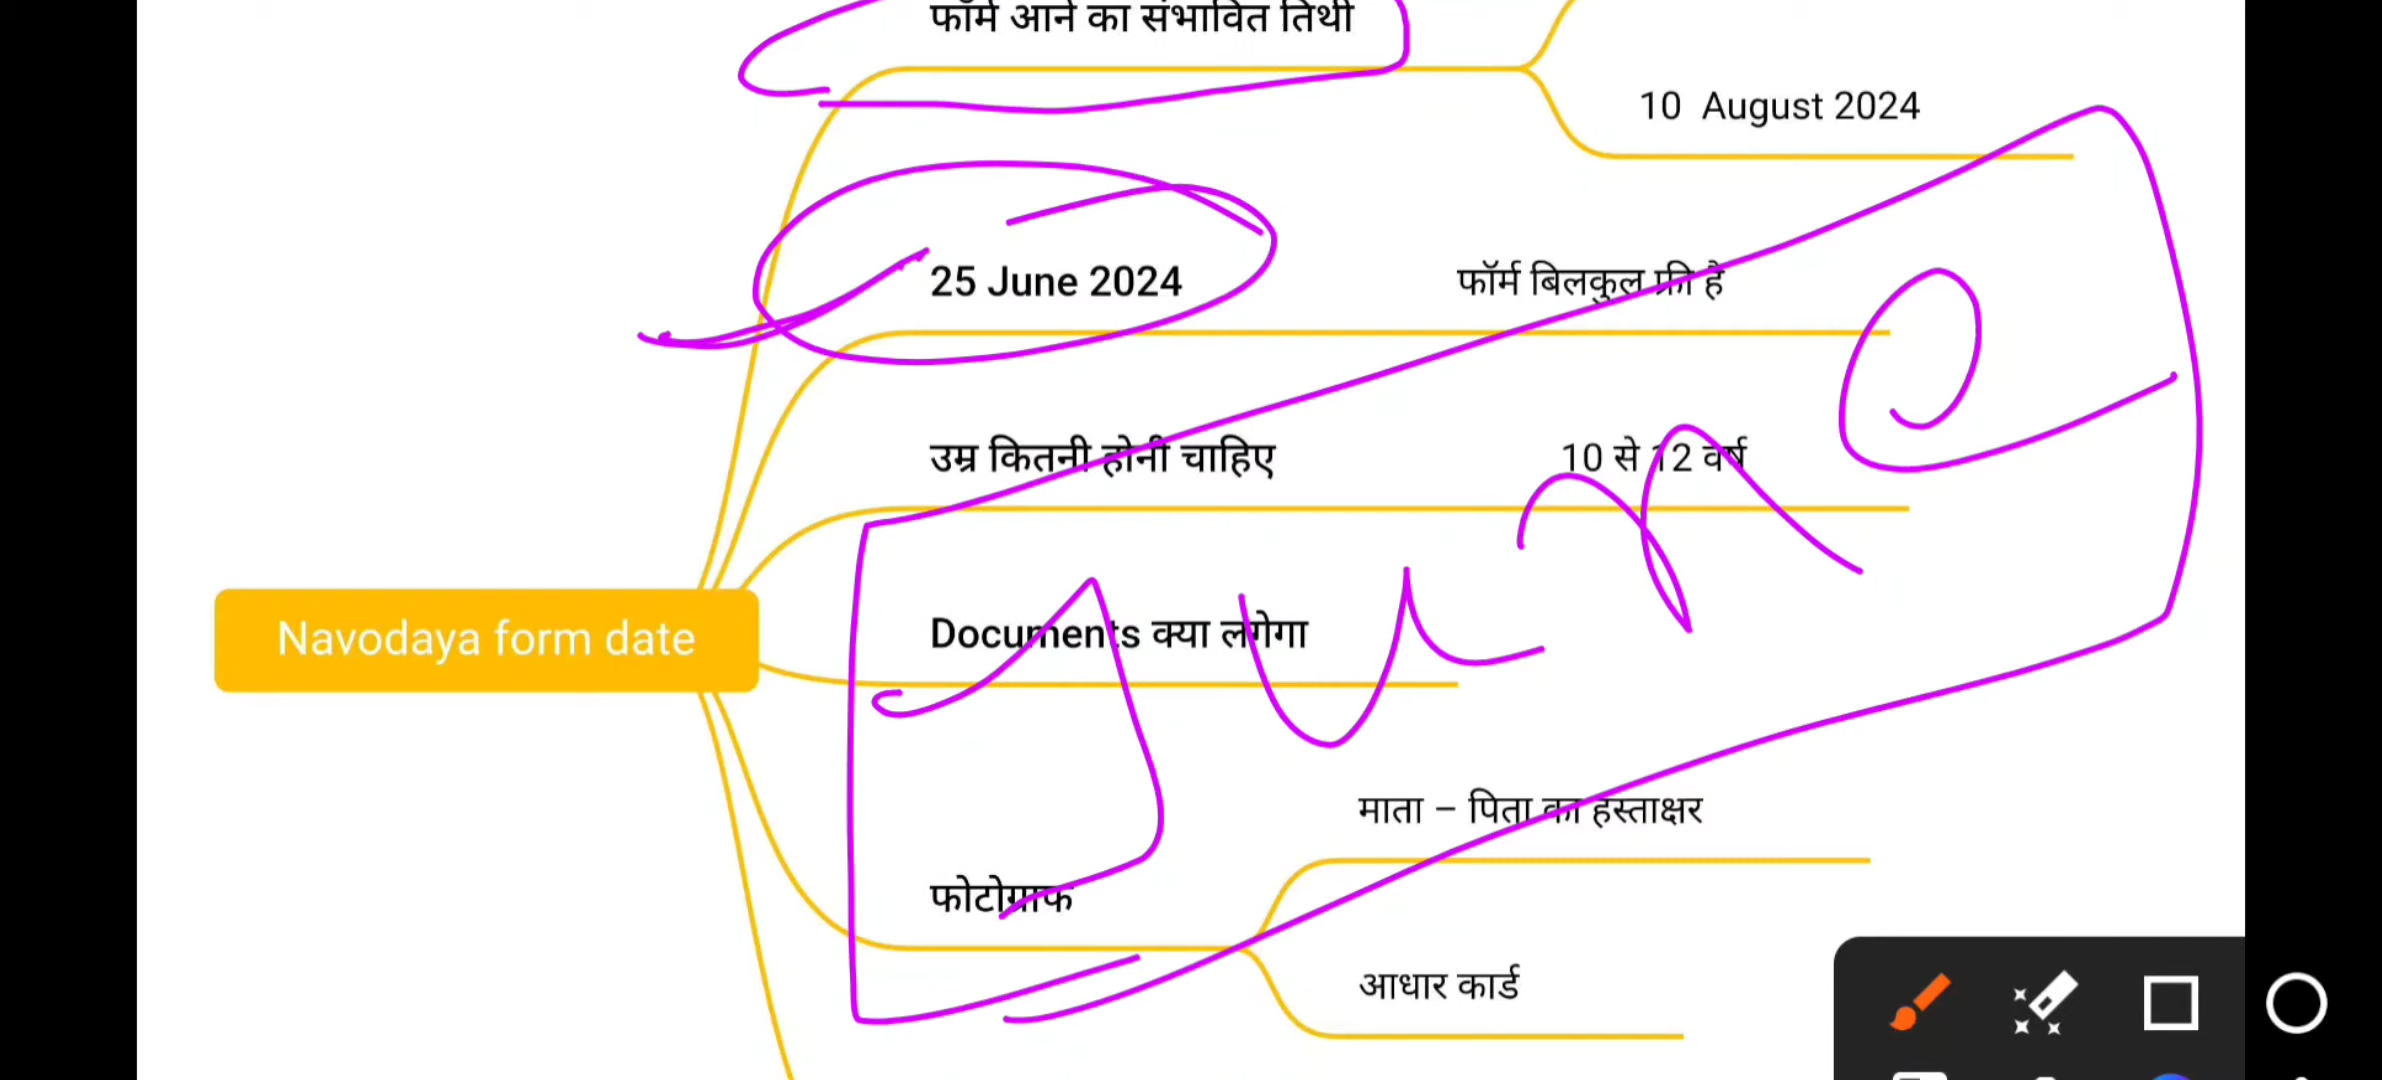 फॉर्म आने का संभावित तिथी
10 August 2024
25 June 2024
फॉर्म बिलकुल फ्री है
उम्र कितनी होनी चाहिए
10 से 12 वर्ष
Navodaya form date
Documents क्या लगेगा
माता – पिता का हस्ताक्षर
फोटोग्राफ
आधार कार्ड